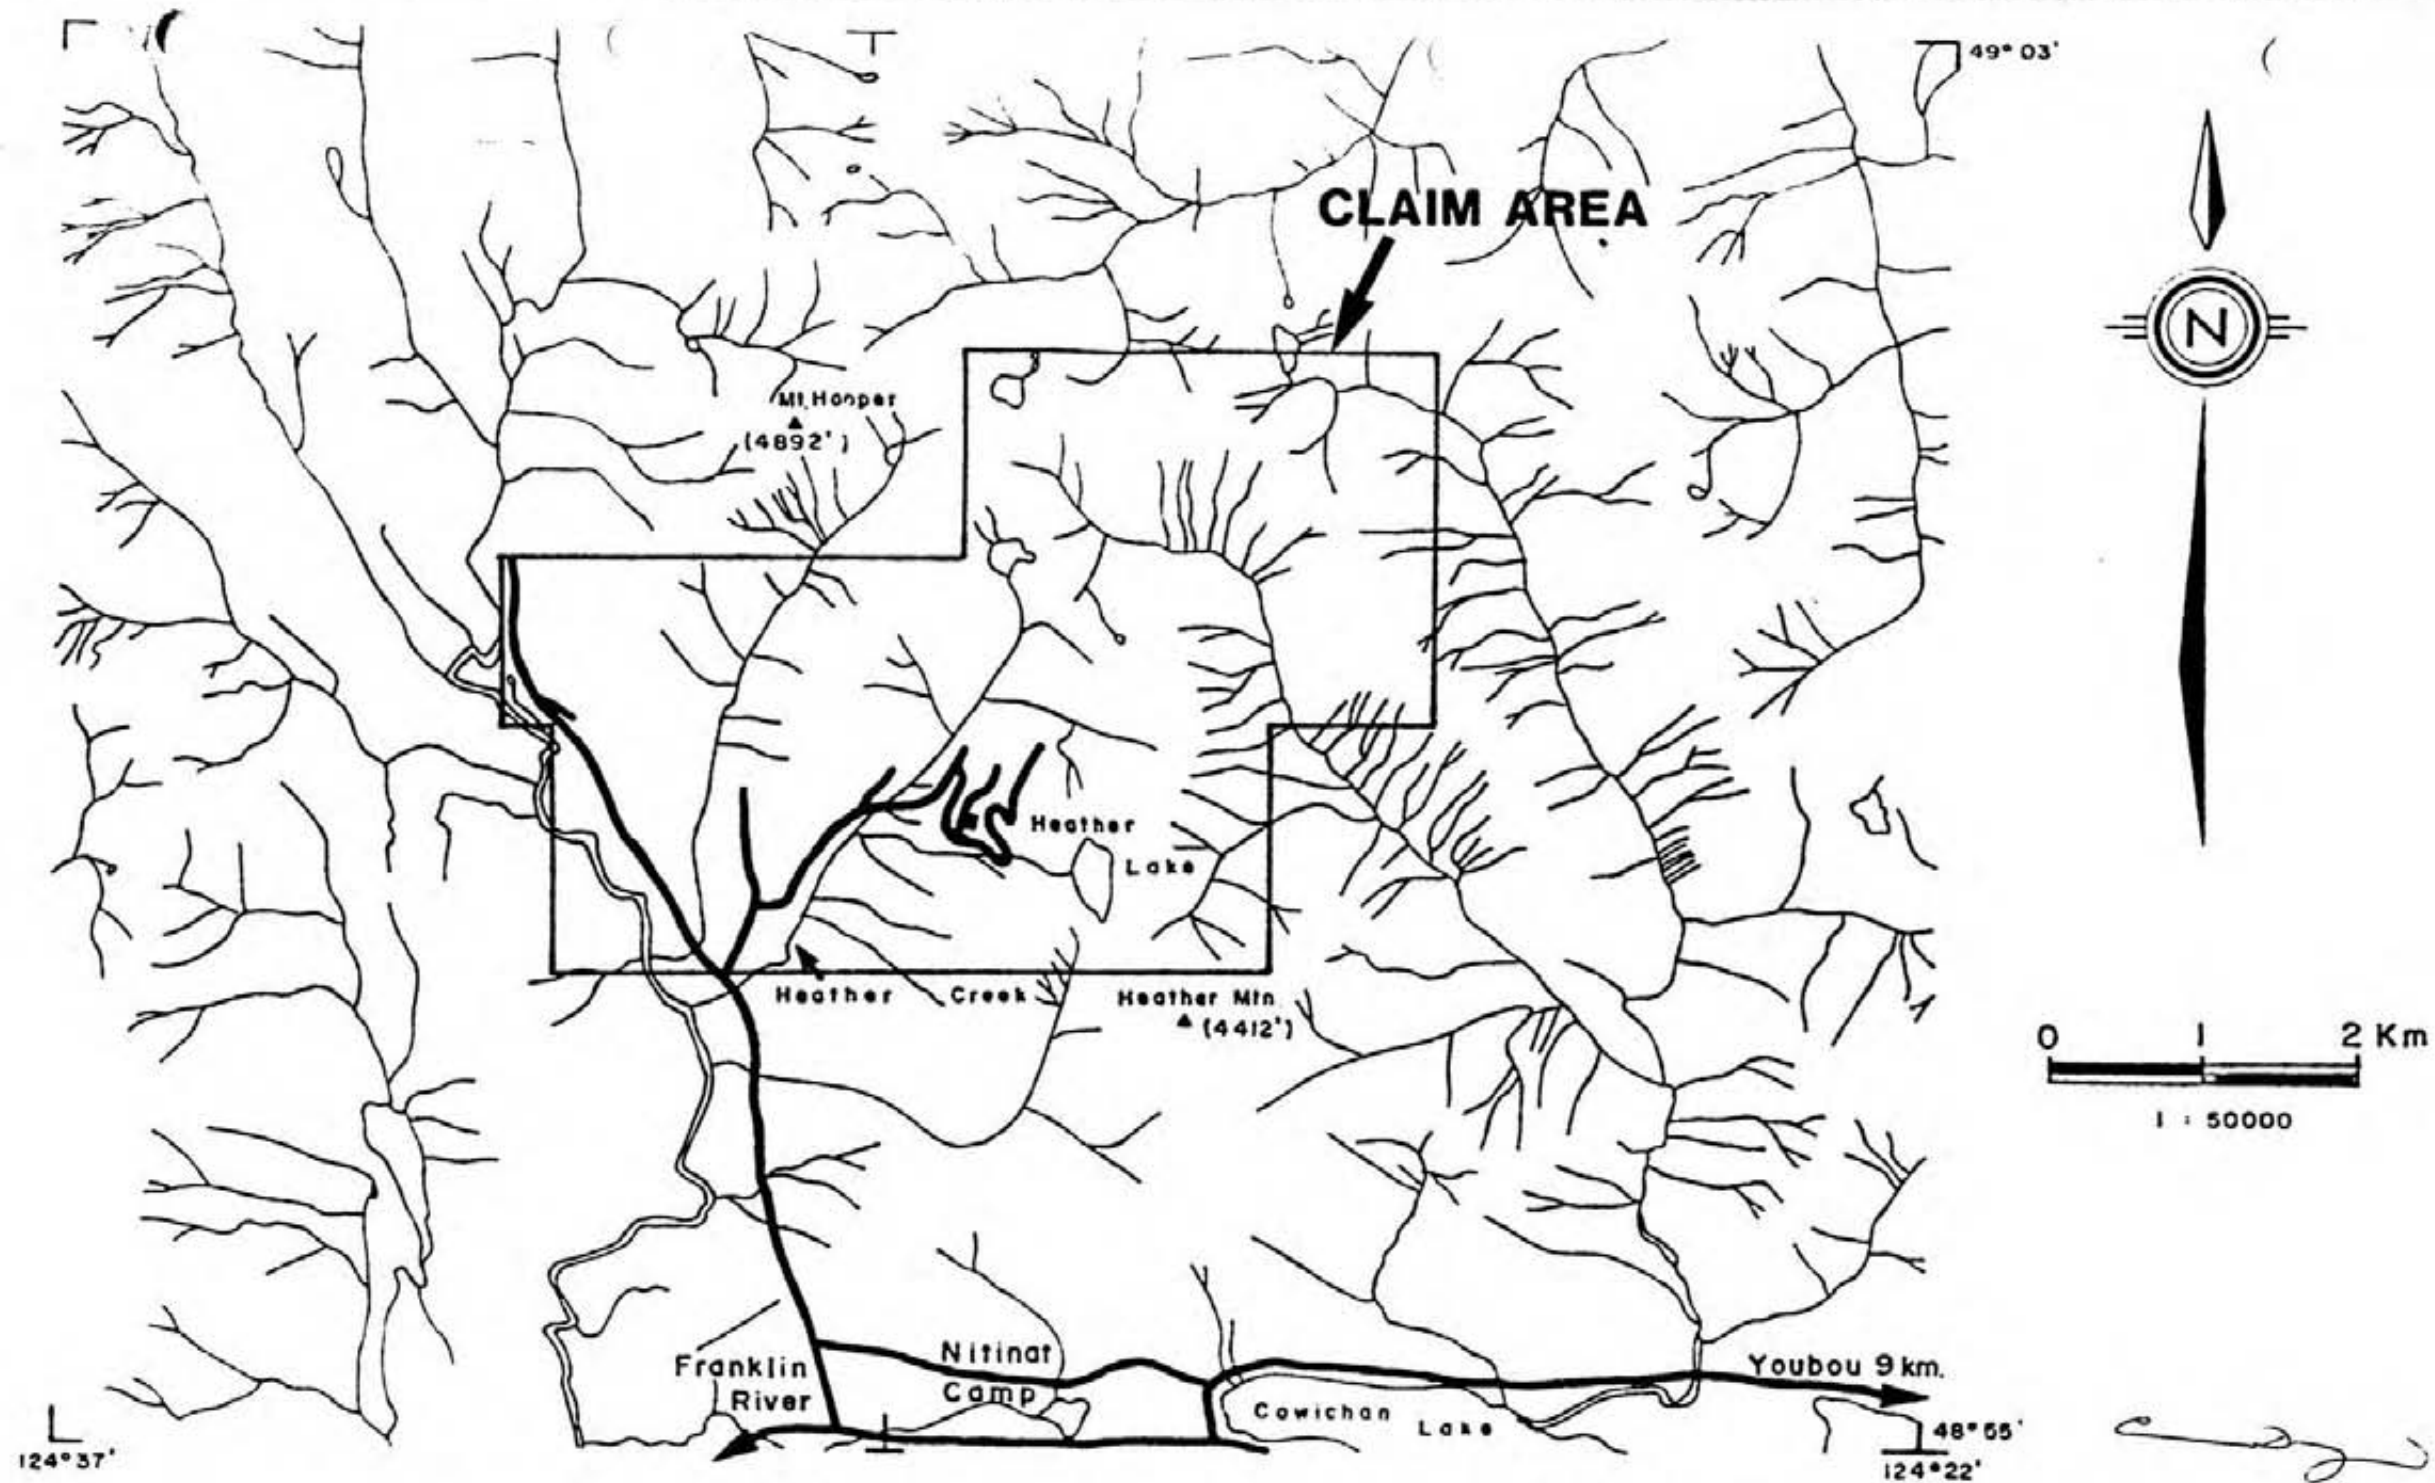 49° 03'
CLAIM AREA
N
Mt. Hooper
(4892')
Heather
Lake
Heather Creek
Heather Mtn.
(4412')
0 1 2 Km
1 : 50000
Nitinat
Camp
Franklin
River
Youbou 9 km.
Cowichan Lake
48° 55'
124° 37'
124° 22'